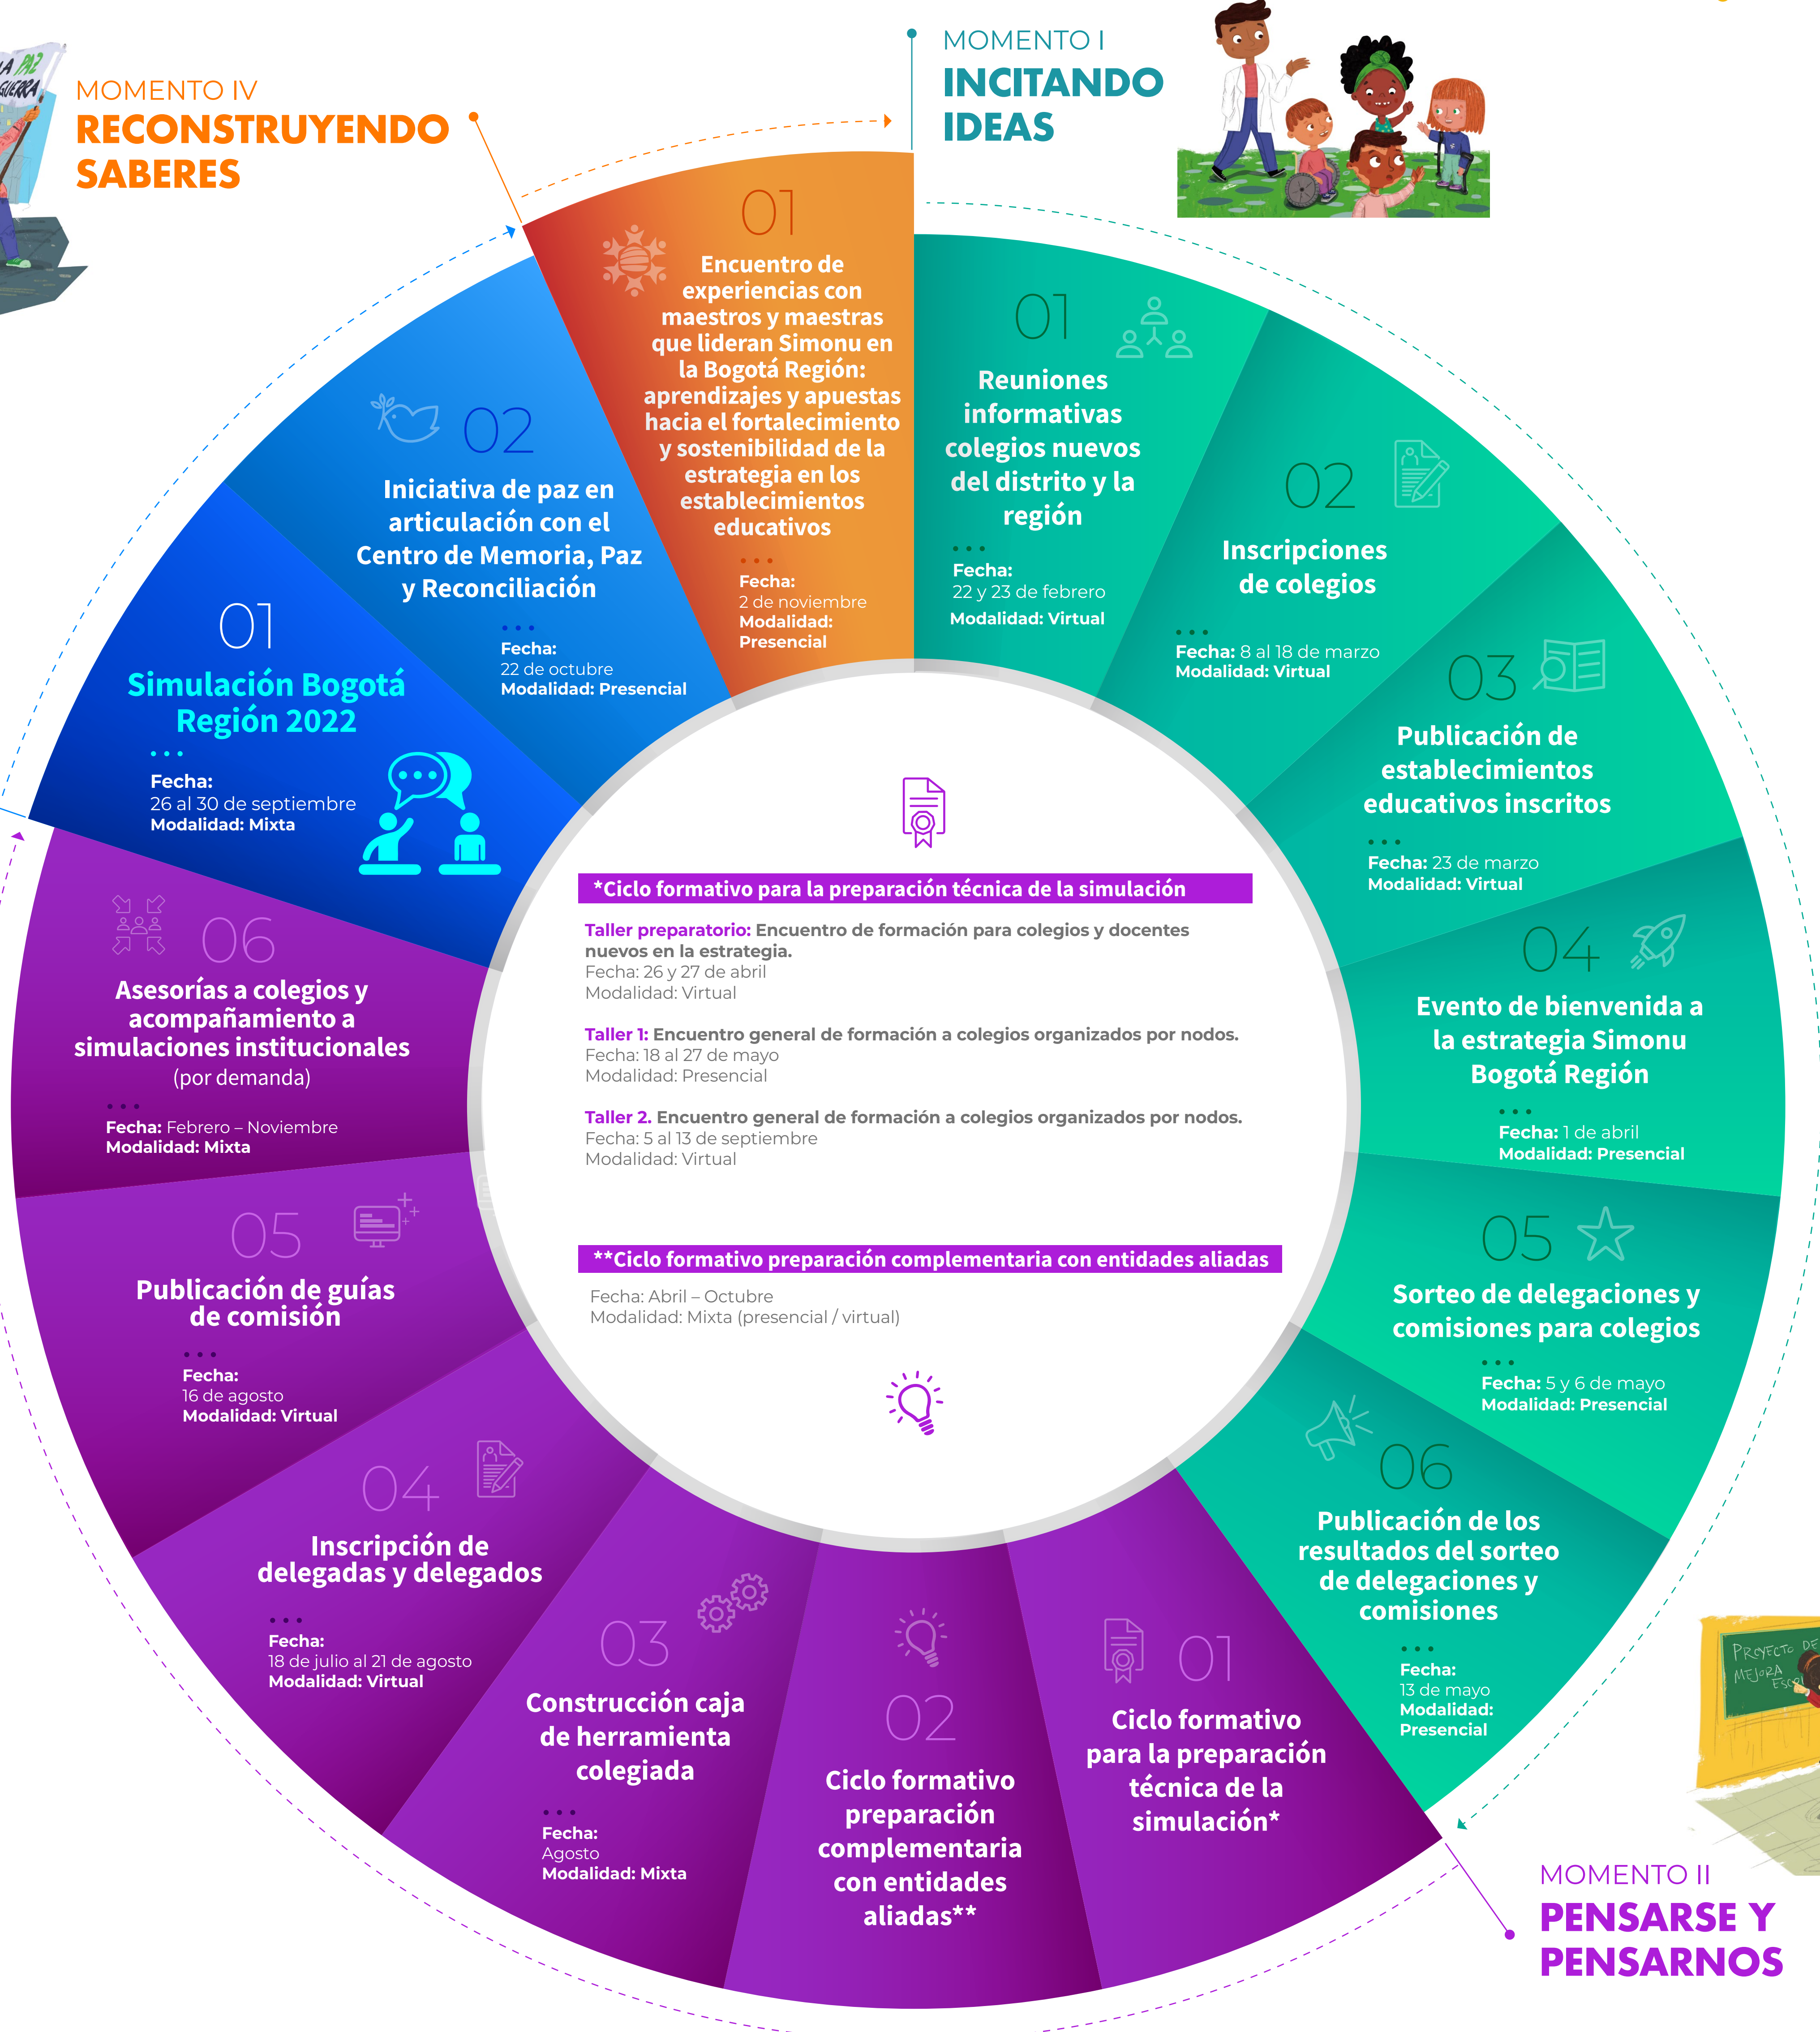 MOMENTO I
INCITANDO
IDEAS
01
Reuniones
informativas
colegios nuevos
del distrito y la
región
Fecha:
22 y 23 de febrero
Modalidad: Virtual
02
Inscripciones
de colegios
Fecha: 8 al 18 de marzo
Modalidad: Virtual
03
Publicación de
establecimientos
educativos inscritos
Fecha: 23 de marzo
Modalidad: Virtual
04
Evento de bienvenida a
la estrategia Simonu
Bogotá Región
Fecha: 1 de abril
Modalidad: Presencial
05
Sorteo de delegaciones y
comisiones para colegios
Fecha: 5 y 6 de mayo
Modalidad: Presencial
06
Publicación de los
resultados del sorteo
de delegaciones y
comisiones
Fecha:
13 de mayo
Modalidad:
Presencial
PROYECTO DE
MEJORA
MOMENTO II
PENSARSE Y
PENSARNOS
01
Ciclo formativo
para la preparación
técnica de la
simulación*
02
Ciclo formativo
preparación
complementaria
con entidades
aliadas**
03
Construcción caja
de herramienta
colegiada
Fecha:
Agosto
Modalidad: Mixta
04
Inscripción de
delegadas y delegados
Fecha:
18 de julio al 21 de agosto
Modalidad: Virtual
05
Publicación de guías
de comisión
Fecha:
16 de agosto
Modalidad: Virtual
06
Asesorías a colegios y
acompañamiento a
simulaciones institucionales
(por demanda)
Fecha: Febrero – Noviembre
Modalidad: Mixta
01
Simulación Bogotá
Región 2022
Fecha:
26 al 30 de septiembre
Modalidad: Mixta
02
Iniciativa de paz en
articulación con el
Centro de Memoria, Paz
y Reconciliación
Fecha:
22 de octubre
Modalidad: Presencial
MOMENTO IV
RECONSTRUYENDO
SABERES
LA PAZ
GUERRA
01
Encuentro de
experiencias con
maestros y maestras
que lideran Simonu en
la Bogotá Región:
aprendizajes y apuestas
hacia el fortalecimiento
y sostenibilidad de la
estrategia en los
establecimientos
educativos
Fecha:
2 de noviembre
Modalidad:
Presencial
*Ciclo formativo para la preparación técnica de la simulación
Taller preparatorio: Encuentro de formación para colegios y docentes
nuevos en la estrategia.
Fecha: 26 y 27 de abril
Modalidad: Virtual
Taller 1: Encuentro general de formación a colegios organizados por nodos.
Fecha: 18 al 27 de mayo
Modalidad: Presencial
Taller 2. Encuentro general de formación a colegios organizados por nodos.
Fecha: 5 al 13 de septiembre
Modalidad: Virtual
**Ciclo formativo preparación complementaria con entidades aliadas
Fecha: Abril – Octubre
Modalidad: Mixta (presencial / virtual)